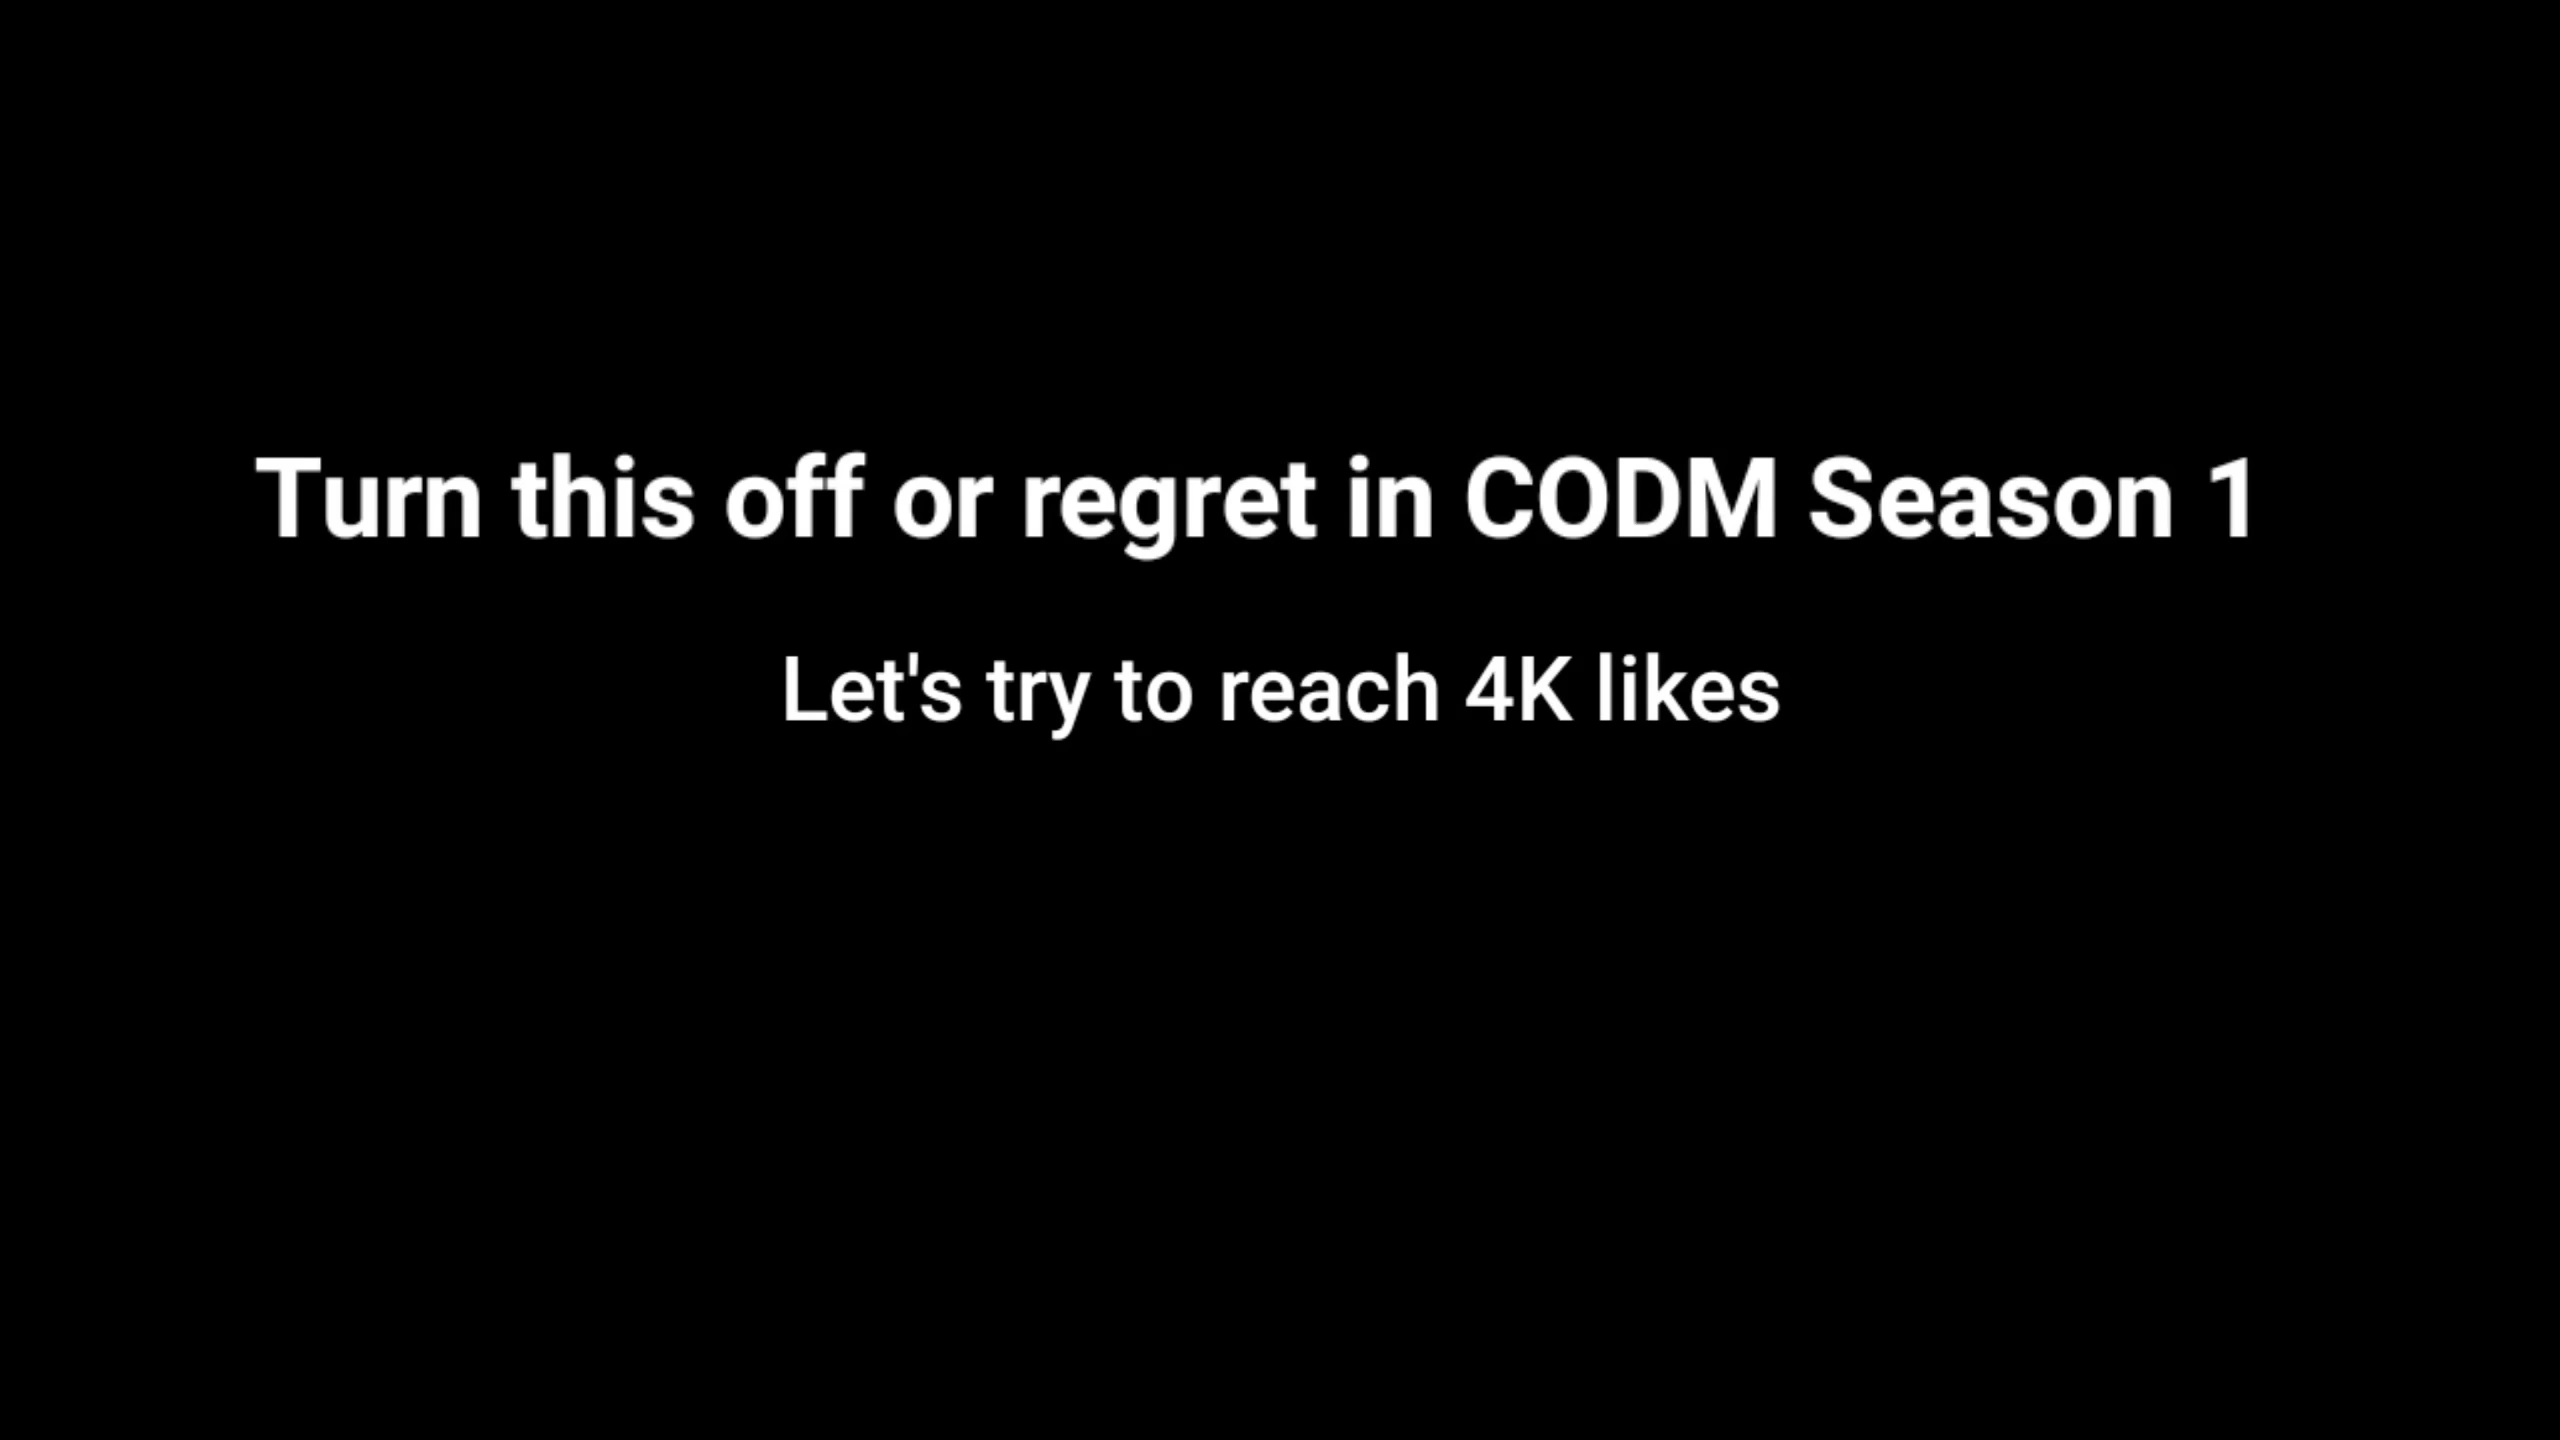 Turn this off or regret in CODM Season 1
Let's try to reach 4K likes